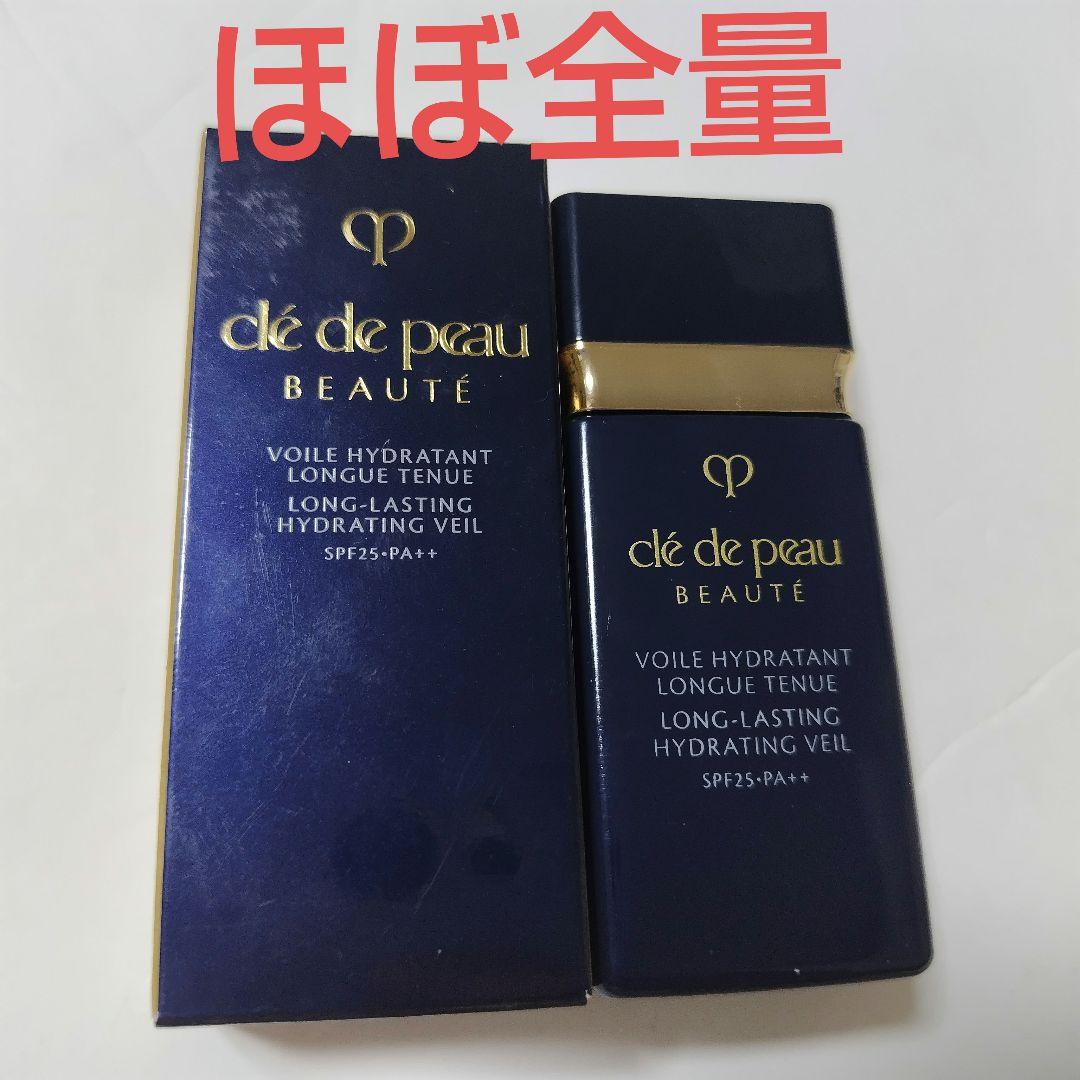 ほぼ全量
clé de peau
BEAUTÉ
VOILE HYDRATANT
LONGUE TENUE
LONG-LASTING
HYDRATING VEIL
SPF25•PA++
clé de peau
BEAUTÉ
VOILE HYDRATANT
LONGUE TENUE
LONG-LASTING
HYDRATING VEIL
SPF25•PA++